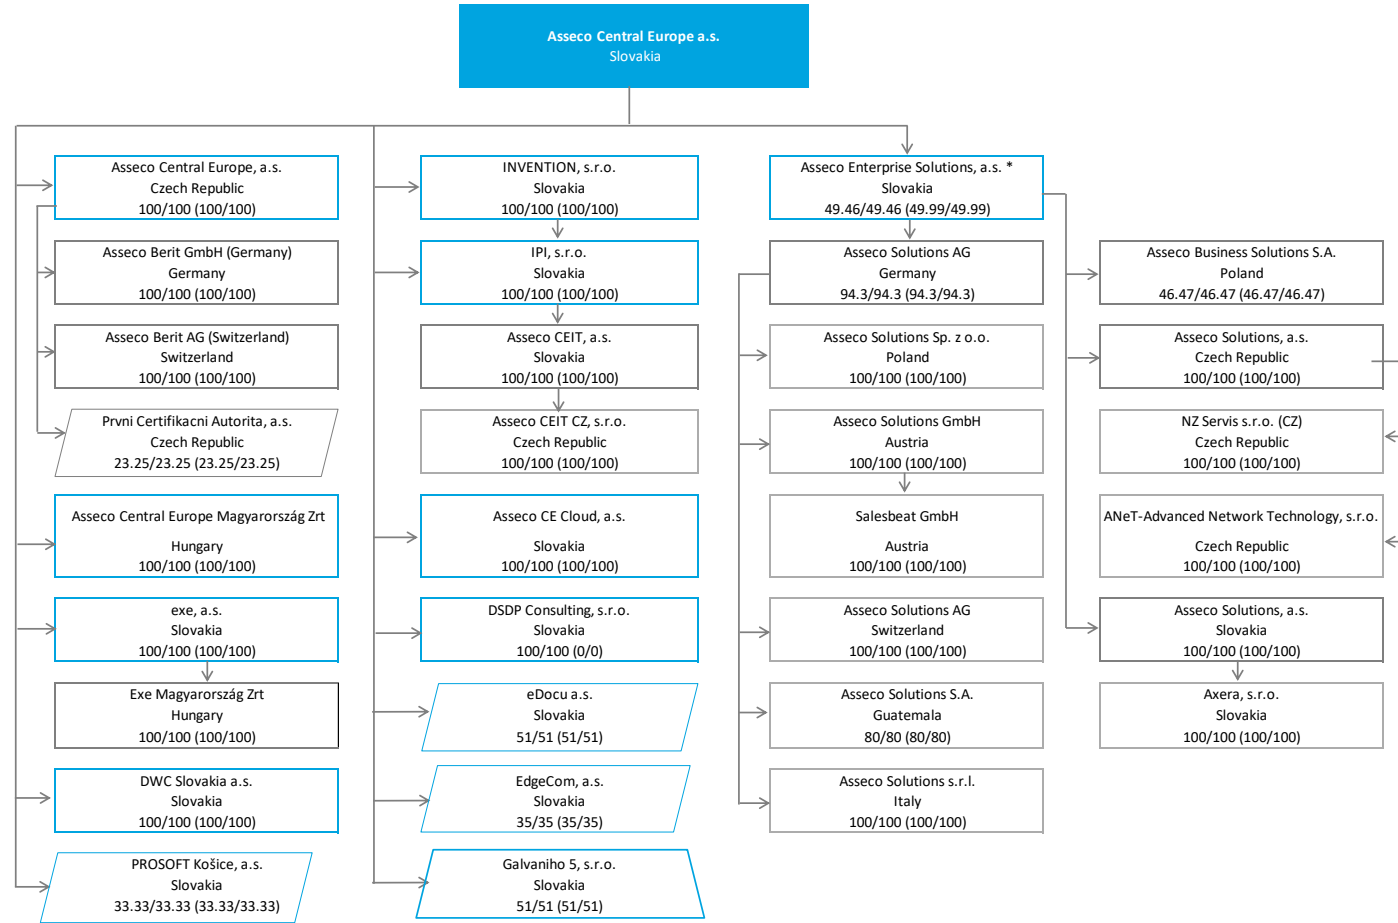 Asseco Central Europe a.s.
Slovakia
Asseco Central Europe, a.s.
Czech Republic
100/100 (100/100)
Asseco Berit GmbH (Germany)
Germany
100/100 (100/100)
Asseco Berit AG (Switzerland)
Switzerland
100/100 (100/100)
Prvni Certifikacni Autorita, a.s.
Czech Republic
23.25/23.25 (23.25/23.25)
Asseco Central Europe Magyarország Zrt
Hungary
100/100 (100/100)
exe, a.s.
Slovakia
100/100 (100/100)
Exe Magyarország Zrt
Hungary
100/100 (100/100)
DWC Slovakia a.s.
Slovakia
100/100 (100/100)
PROSOFT Košice, a.s.
Slovakia
33.33/33.33 (33.33/33.33)
INVENTION, s.r.o.
Slovakia
100/100 (100/100)
IPI, s.r.o.
Slovakia
100/100 (100/100)
Asseco CEIT, a.s.
Slovakia
100/100 (100/100)
Asseco CEIT CZ, s.r.o.
Czech Republic
100/100 (100/100)
Asseco CE Cloud, a.s.
Slovakia
100/100 (100/100)
DSDP Consulting, s.r.o.
Slovakia
100/100 (0/0)
eDocu a.s.
Slovakia
51/51 (51/51)
EdgeCom, a.s.
Slovakia
35/35 (35/35)
Galvaniho 5, s.r.o.
Slovakia
51/51 (51/51)
Asseco Enterprise Solutions, a.s. *
Slovakia
49.46/49.46 (49.99/49.99)
Asseco Solutions AG
Germany
94.3/94.3 (94.3/94.3)
Asseco Solutions Sp. z o.o.
Poland
100/100 (100/100)
Asseco Solutions GmbH
Austria
100/100 (100/100)
Salesbeat GmbH
Austria
100/100 (100/100)
Asseco Solutions AG
Switzerland
100/100 (100/100)
Asseco Solutions S.A.
Guatemala
80/80 (80/80)
Asseco Solutions s.r.l.
Italy
100/100 (100/100)
Asseco Business Solutions S.A.
Poland
46.47/46.47 (46.47/46.47)
Asseco Solutions, a.s.
Czech Republic
100/100 (100/100)
NZ Servis s.r.o. (CZ)
Czech Republic
100/100 (100/100)
ANeT-Advanced Network Technology, s.r.o.
Czech Republic
100/100 (100/100)
Asseco Solutions, a.s.
Slovakia
100/100 (100/100)
Axera, s.r.o.
Slovakia
100/100 (100/100)